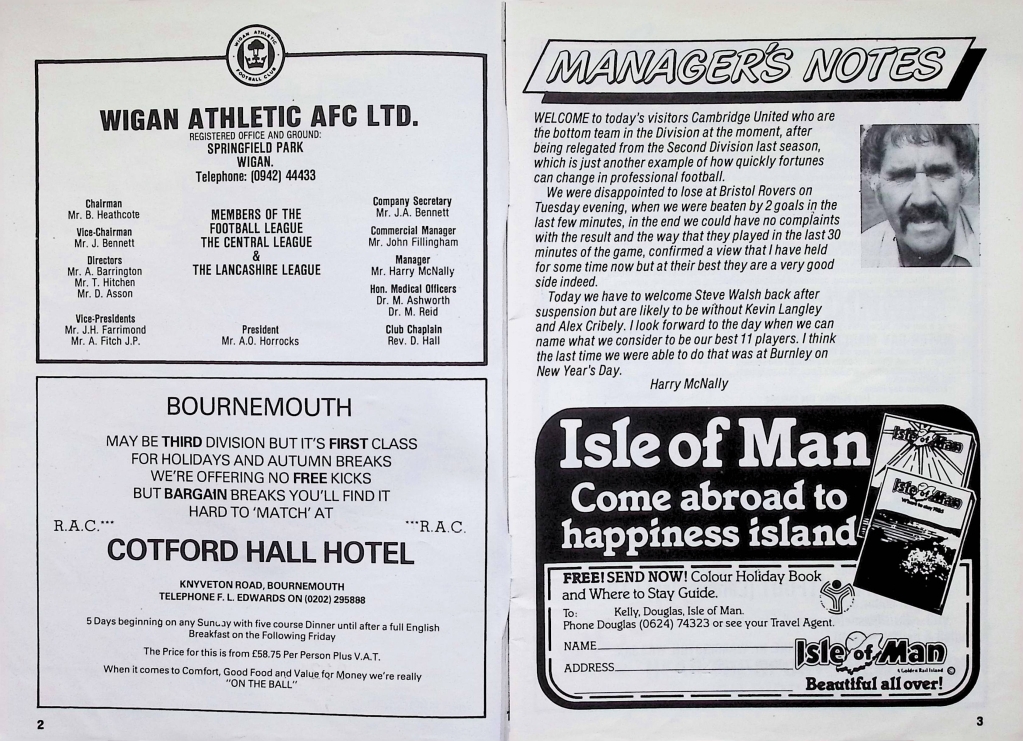 WIGAN ATHLETIC
FOOTBALL CLUB
WIGAN ATHLETIC AFC LTD.
REGISTERED OFFICE AND GROUND:
SPRINGFIELD PARK
WIGAN.
Telephone: (0942) 44433
Chairman
Mr. B. Heathcote
Vice-Chairman
Mr. J. Bennett
Directors
Mr. A. Barrington
Mr. T. Hitchen
Mr. D. Asson
Vice-Presidents
Mr. J.H. Farrimond
Mr. A. Fitch J.P.
MEMBERS OF THE
FOOTBALL LEAGUE
THE CENTRAL LEAGUE
&
THE LANCASHIRE LEAGUE
President
Mr. A.O. Horrocks
Company Secretary
Mr. J.A. Bennett
Commercial Manager
Mr. John Fillingham
Manager
Mr. Harry McNally
Hon. Medical Officers
Dr. M. Ashworth
Dr. M. Reid
Club Chaplain
Rev. D. Hall
BOURNEMOUTH
MAY BE THIRD DIVISION BUT IT'S FIRST CLASS
FOR HOLIDAYS AND AUTUMN BREAKS
WE'RE OFFERING NO FREE KICKS
BUT BARGAIN BREAKS YOU'LL FIND IT
HARD TO 'MATCH' AT
R.A.C.*** ***R.A.C.
COTFORD HALL HOTEL
KNYVETON ROAD, BOURNEMOUTH
TELEPHONE F. L. EDWARDS ON (0202) 295898
5 Days beginning on any Sunday with five course Dinner until after a full English
Breakfast on the Following Friday
The Price for this is from £58.75 Per Person Plus V.A.T.
When it comes to Comfort, Good Food and Value for Money we're really
"ON THE BALL"
2
MANAGER'S NOTES
WELCOME to today's visitors Cambridge United who are
the bottom team in the Division at the moment, after
being relegated from the Second Division last season,
which is just another example of how quickly fortunes
can change in professional football.
We were disappointed to lose at Bristol Rovers on
Tuesday evening, when we were beaten by 2 goals in the
last few minutes, in the end we could have no complaints
with the result and the way that they played in the last 30
minutes of the game, confirmed a view that I have held
for some time now but at their best they are a very good
side indeed.
Today we have to welcome Steve Walsh back after
suspension but are likely to be without Kevin Langley
and Alex Cribely. I look forward to the day when we can
name what we consider to be our best 11 players. I think
the last time we were able to do that was at Burnley on
New Year's Day.
Harry McNally
Isle of Man
Come abroad to
happiness island
Isle of Man
Isle of Man
Where to stay
FREE! SEND NOW! Colour Holiday Book
and Where to Stay Guide.
To: Kelly, Douglas, Isle of Man.
Phone Douglas (0624) 74323 or see your Travel Agent.
NAME
ADDRESS
Isle of Man
A Golden Rail Island ©
Beautiful all over!
3